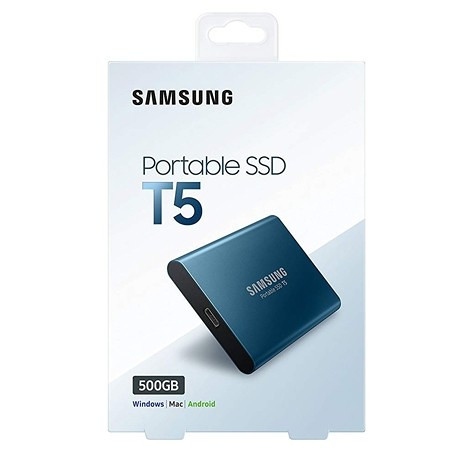 SAMSUNG
Portable SSD
T5
SAMSUNG
Portable SSD T5
500GB
Windows | Mac | Android